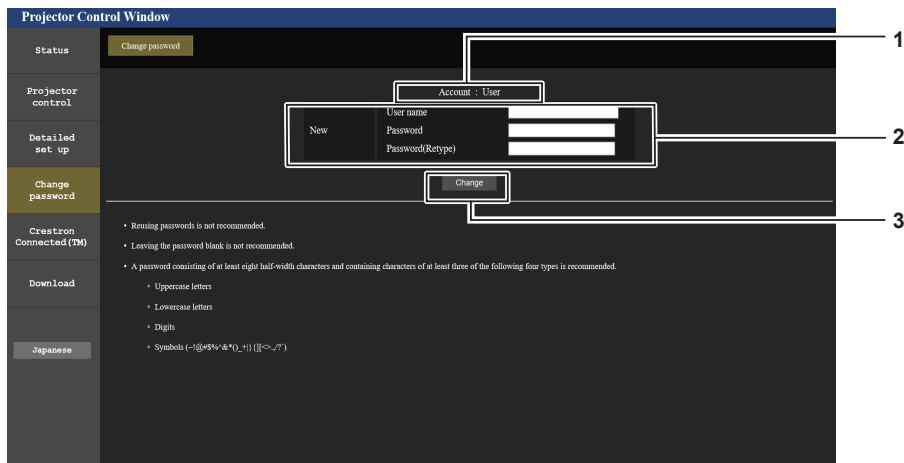 Projector Control Window
Status
Change password
1
Projector
control
Account : User
User name
New
Password
2
Detailed
set up
Password(Retype)
Change
password
Change
3
• Reusing passwords is not recommended.
Crestron
Connected(TM)
• Leaving the password blank is not recommended.
• A password consisting of at least eight half-width characters and containing characters of at least three of the following four types is recommended.
Download
◦ Uppercase letters
◦ Lowercase letters
◦ Digits
Japanese
◦ Symbols (~!@#$%^&*()_+|}{][<>./?`)